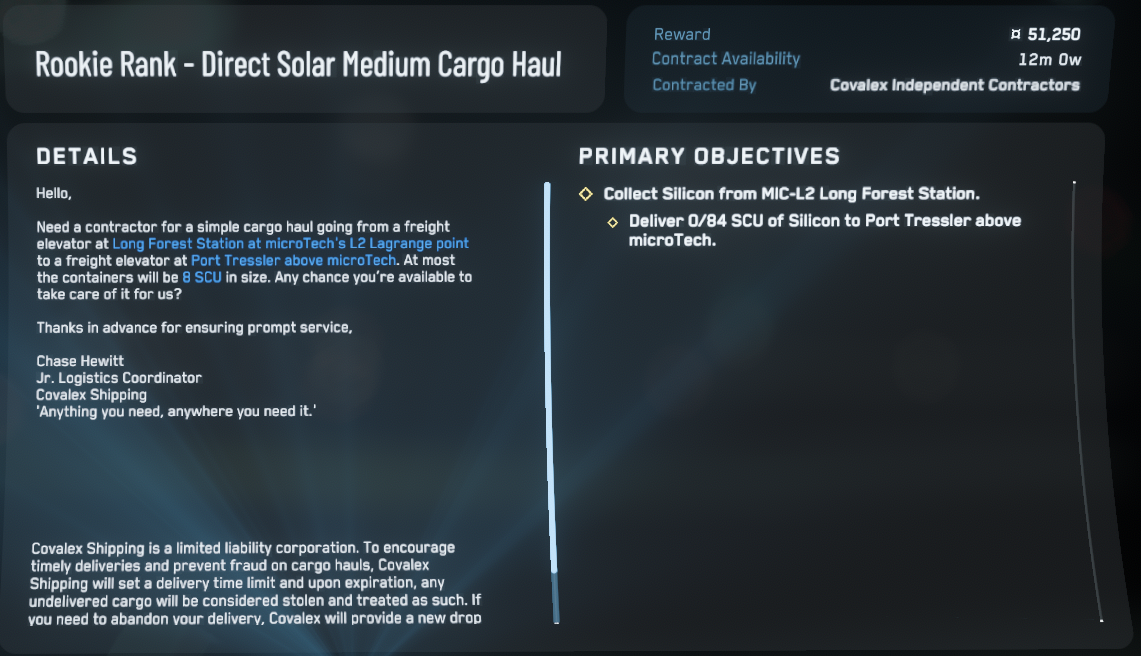 Rookie Rank - Direct Solar Medium Cargo Haul
Reward ¤ 51,250
Contract Availability 12m 0w
Contracted By Covalex Independent Contractors
DETAILS
Hello,
Need a contractor for a simple cargo haul going from a freight
elevator at Long Forest Station at microTech's L2 Lagrange point
to a freight elevator at Port Tressler above microTech. At most
the containers will be 8 SCU in size. Any chance you're available to
take care of it for us?
Thanks in advance for ensuring prompt service,
Chase Hewitt
Jr. Logistics Coordinator
Covalex Shipping
'Anything you need, anywhere you need it.'
Covalex Shipping is a limited liability corporation. To encourage
timely deliveries and prevent fraud on cargo hauls, Covalex
Shipping will set a delivery time limit and upon expiration, any
undelivered cargo will be considered stolen and treated as such. If
you need to abandon your delivery, Covalex will provide a new drop
PRIMARY OBJECTIVES
Collect Silicon from MIC-L2 Long Forest Station.
Deliver 0/84 SCU of Silicon to Port Tressler above
microTech.